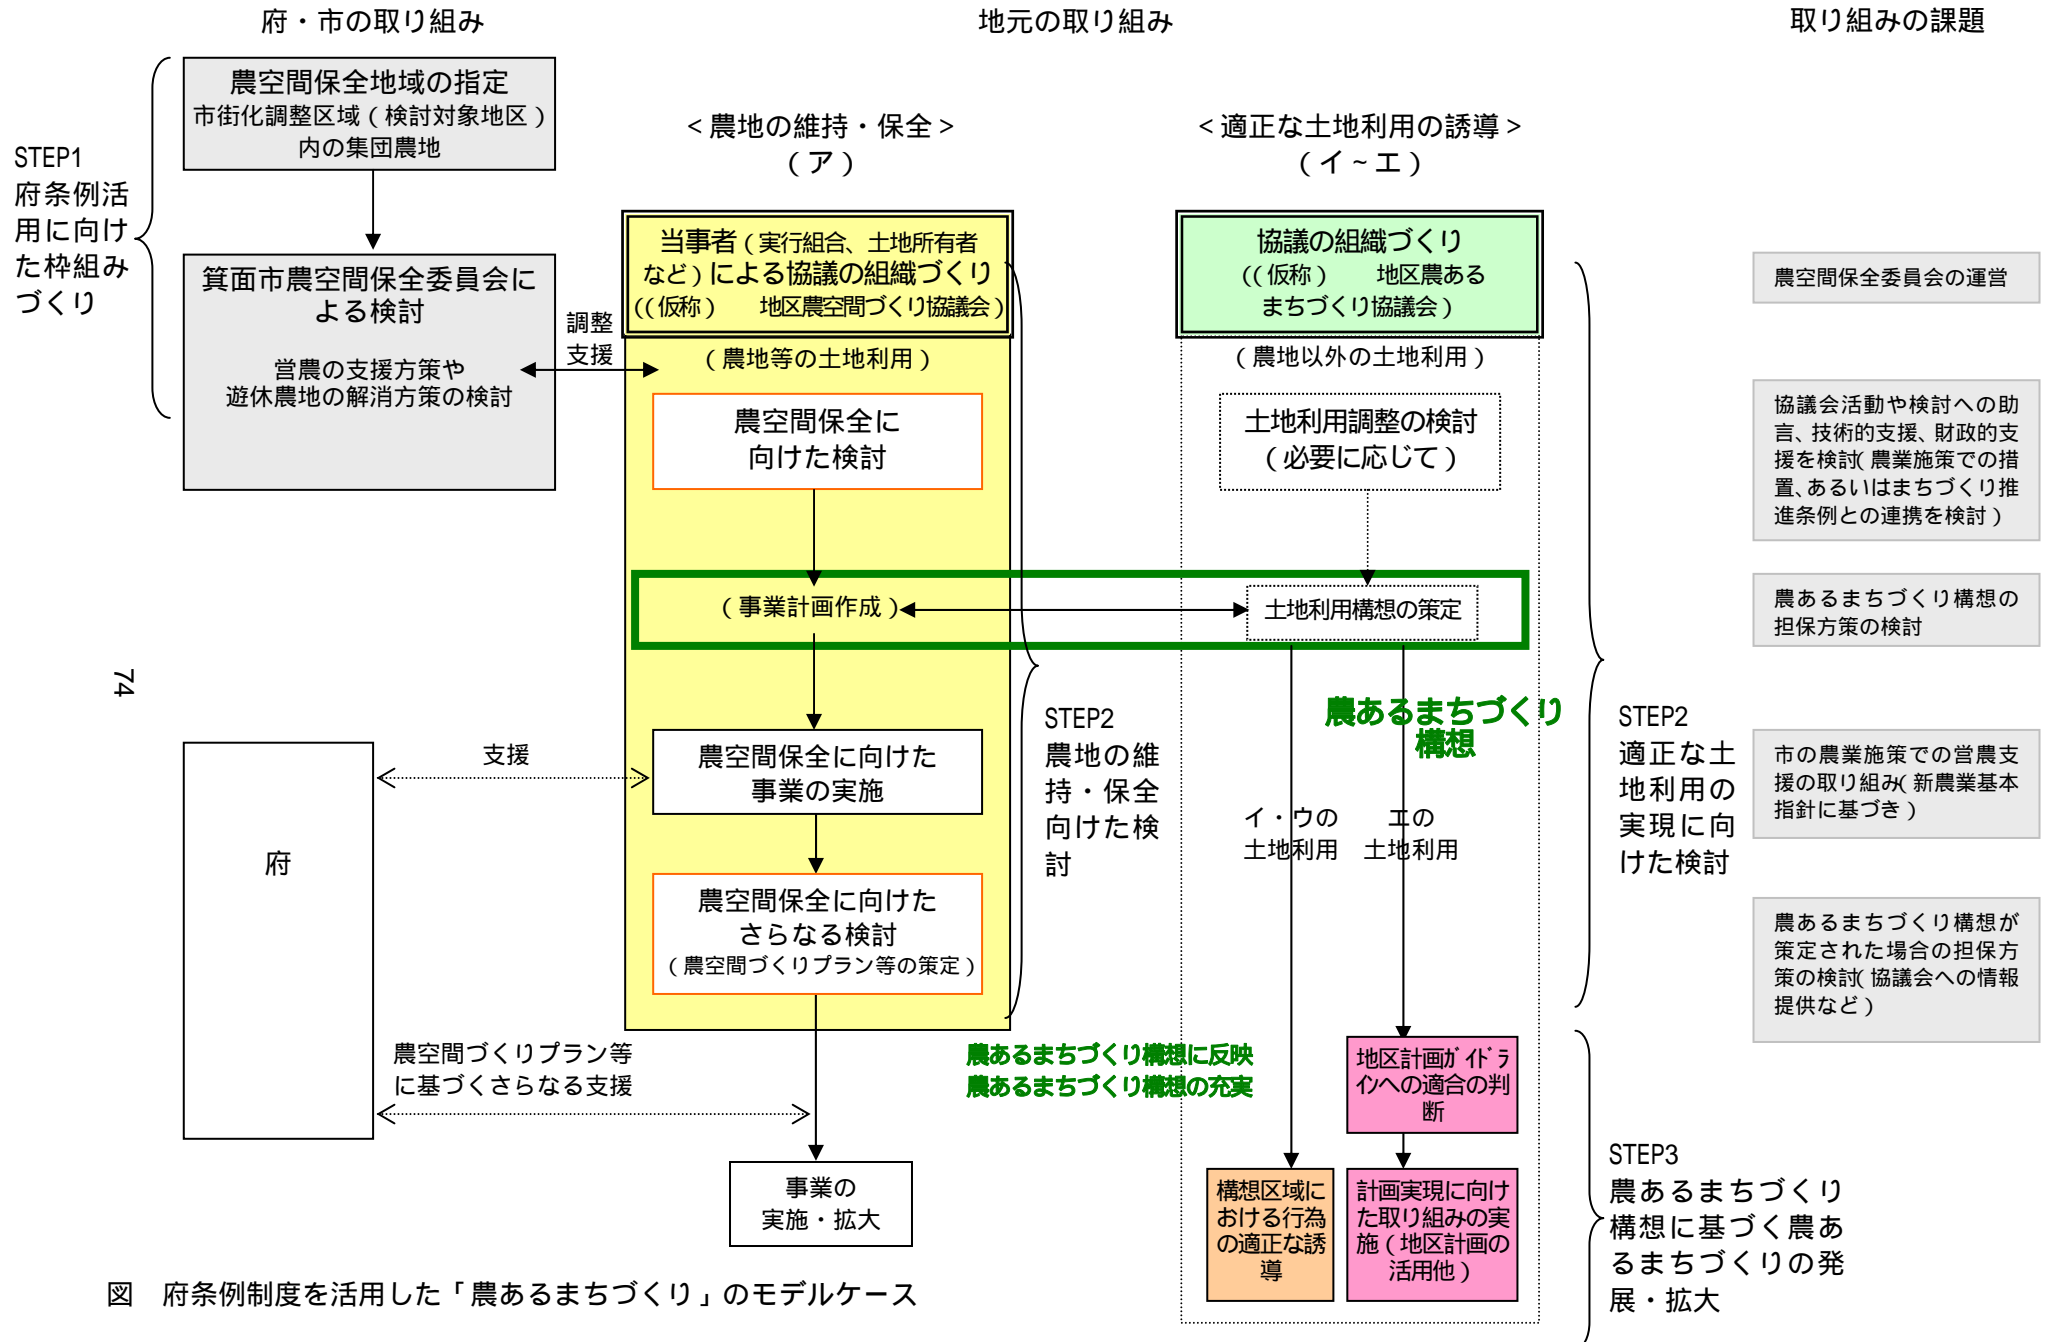 府・市の取り組み
地元の取り組み
取り組みの課題
STEP1
府条例活
用に向け
た枠組み
づくり
農空間保全地域の指定
市街化調整区域（検討対象地区）
内の集団農地
箕面市農空間保全委員会に
よる検討
営農の支援方策や
遊休農地の解消方策の検討
調整
支援
＜農地の維持・保全＞
（ア）
当事者（実行組合、土地所有者
など）による協議の組織づくり
（（仮称）　地区農空間づくり協議会）
（農地等の土地利用）
農空間保全に
向けた検討
（事業計画作成）
農空間保全に向けた
事業の実施
農空間保全に向けた
さらなる検討
（農空間づくりプラン等の策定）
事業の
実施・拡大
府
支援
農空間づくりプラン等
に基づくさらなる支援
STEP2
農地の維
持・保全
向けた検
討
＜適正な土地利用の誘導＞
（イ～エ）
協議の組織づくり
（（仮称）　地区農ある
まちづくり協議会）
（農地以外の土地利用）
土地利用調整の検討
（必要に応じて）
土地利用構想の策定
農あるまちづくり
構想
イ・ウの
土地利用
エの
土地利用
農あるまちづくり構想に反映
農あるまちづくり構想の充実
地区計画ｶﾞｲﾄﾞﾗ
ｲﾝへの適合の判
断
構想区域に
おける行為
の適正な誘
導
計画実現に向け
た取り組みの実
施（地区計画の
活用他）
STEP2
適正な土
地利用の
実現に向
けた検討
STEP3
農あるまちづくり
構想に基づく農あ
るまちづくりの発
展・拡大
農空間保全委員会の運営
協議会活動や検討への助
言、技術的支援、財政的支
援を検討（農業施策での措
置、あるいはまちづくり推
進条例との連携を検討）
農あるまちづくり構想の
担保方策の検討
市の農業施策での営農支
援の取り組み（新農業基本
指針に基づき）
農あるまちづくり構想が
策定された場合の担保方
策の検討（協議会への情報
提供など）
74
図　府条例制度を活用した「農あるまちづくり」のモデルケース